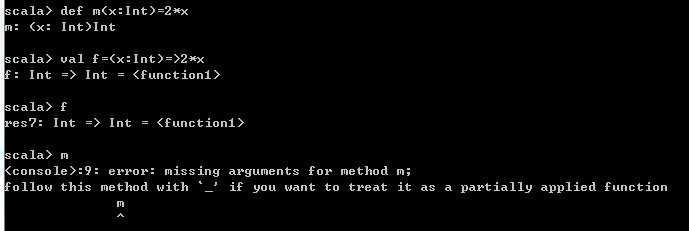 scala> def m(x:Int)=2*x
m: (x: Int)Int
scala> val f=(x:Int)=>2*x
f: Int => Int = <function1>
scala> f
res7: Int => Int = <function1>
scala> m
<console>:9: error: missing arguments for method m;
follow this method with `_' if you want to treat it as a partially applied function
m
^